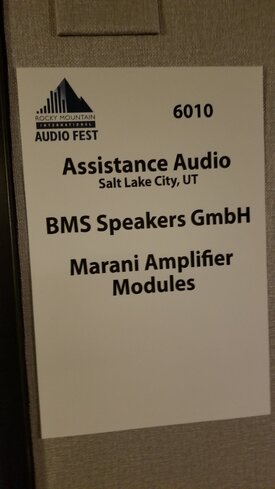 ROCKY MOUNTAIN
INTERNATIONAL
AUDIO FEST
6010
Assistance Audio
Salt Lake City, UT
BMS Speakers GmbH
Marani Amplifier
Modules